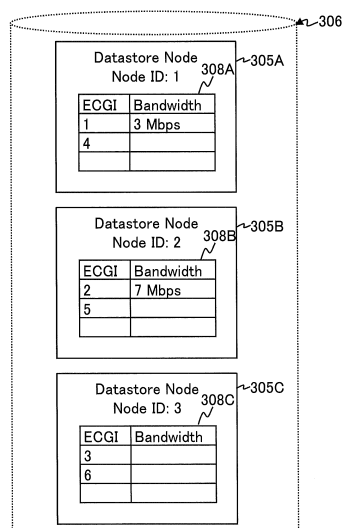 306
Datastore Node
Node ID: 1
305A
308A
ECGI Bandwidth
1 3 Mbps
4
Datastore Node
Node ID: 2
305B
308B
ECGI Bandwidth
2 7 Mbps
5
Datastore Node
Node ID: 3
305C
308C
ECGI Bandwidth
3
6